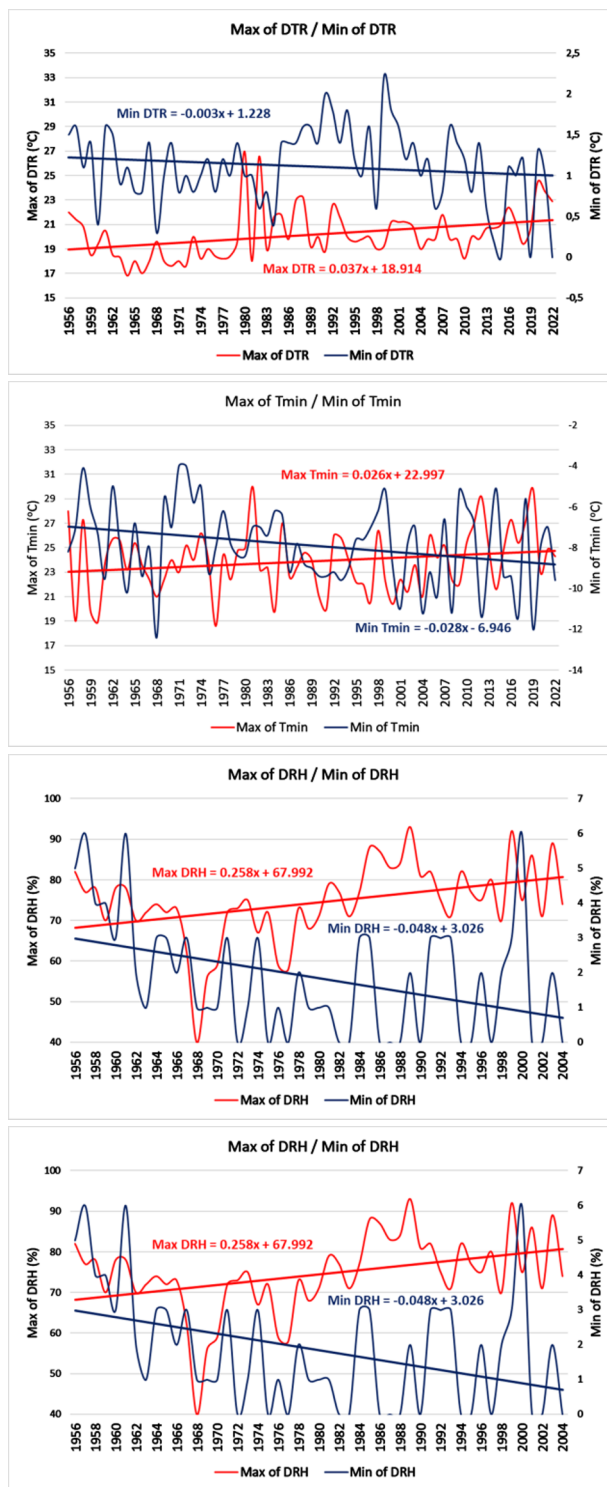 Max of DTR / Min of DTR
35
33
31
29
27
25
23
21
19
17
15
Max of DTR (ºC)
2,5
2
1,5
1
0,5
0
-0,5
Min of DTR (ºC)
Min DTR = -0.003x + 1.228
Max DTR = 0.037x + 18.914
1956 1959 1962 1965 1968 1971 1974 1977 1980 1983 1986 1989 1992 1995 1998 2001 2004 2007 2010 2013 2016 2019 2022
Max of DTR Min of DTR
Max of Tmin / Min of Tmin
35
33
31
29
27
25
23
21
19
17
15
Max of Tmin (ºC)
-2
-4
-6
-8
-10
-12
-14
Min of Tmin (ºC)
Max Tmin = 0.026x + 22.997
Min Tmin = -0.028x - 6.946
1956 1959 1962 1965 1968 1971 1974 1977 1980 1983 1986 1989 1992 1995 1998 2001 2004 2007 2010 2013 2016 2019 2022
Max of Tmin Min of Tmin
Max of DRH / Min of DRH
100
90
80
70
60
50
40
Max of DRH (%)
7
6
5
4
3
2
1
0
Min of DRH (%)
Max DRH = 0.258x + 67.992
Min DRH = -0.048x + 3.026
1956 1958 1960 1962 1964 1966 1968 1970 1972 1974 1976 1978 1980 1982 1984 1986 1988 1990 1992 1994 1996 1998 2000 2002 2004
Max of DRH Min of DRH
Max of DRH / Min of DRH
100
90
80
70
60
50
40
Max of DRH (%)
7
6
5
4
3
2
1
0
Min of DRH (%)
Max DRH = 0.258x + 67.992
Min DRH = -0.048x + 3.026
1956 1958 1960 1962 1964 1966 1968 1970 1972 1974 1976 1978 1980 1982 1984 1986 1988 1990 1992 1994 1996 1998 2000 2002 2004
Max of DRH Min of DRH